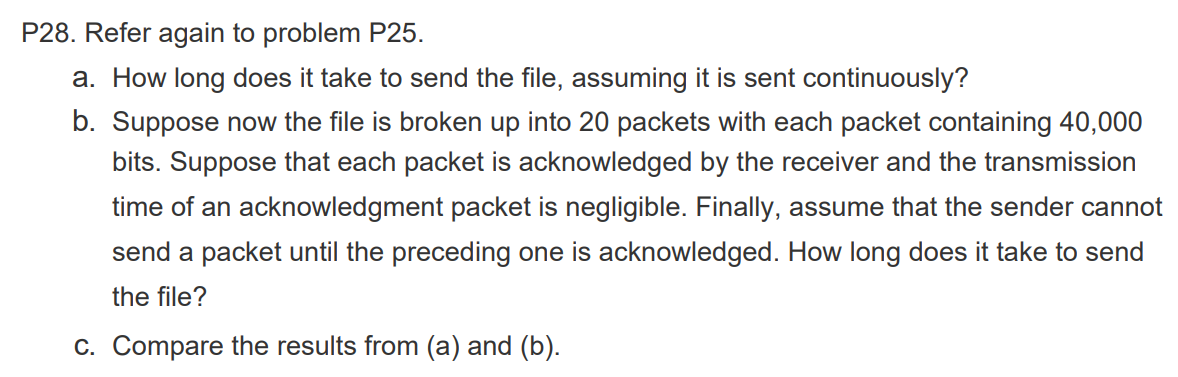 P28. Refer again to problem P25.
a. How long does it take to send the file, assuming it is sent continuously?
b. Suppose now the file is broken up into 20 packets with each packet containing 40,000
bits. Suppose that each packet is acknowledged by the receiver and the transmission
time of an acknowledgment packet is negligible. Finally, assume that the sender cannot
send a packet until the preceding one is acknowledged. How long does it take to send
the file?
c. Compare the results from (a) and (b).